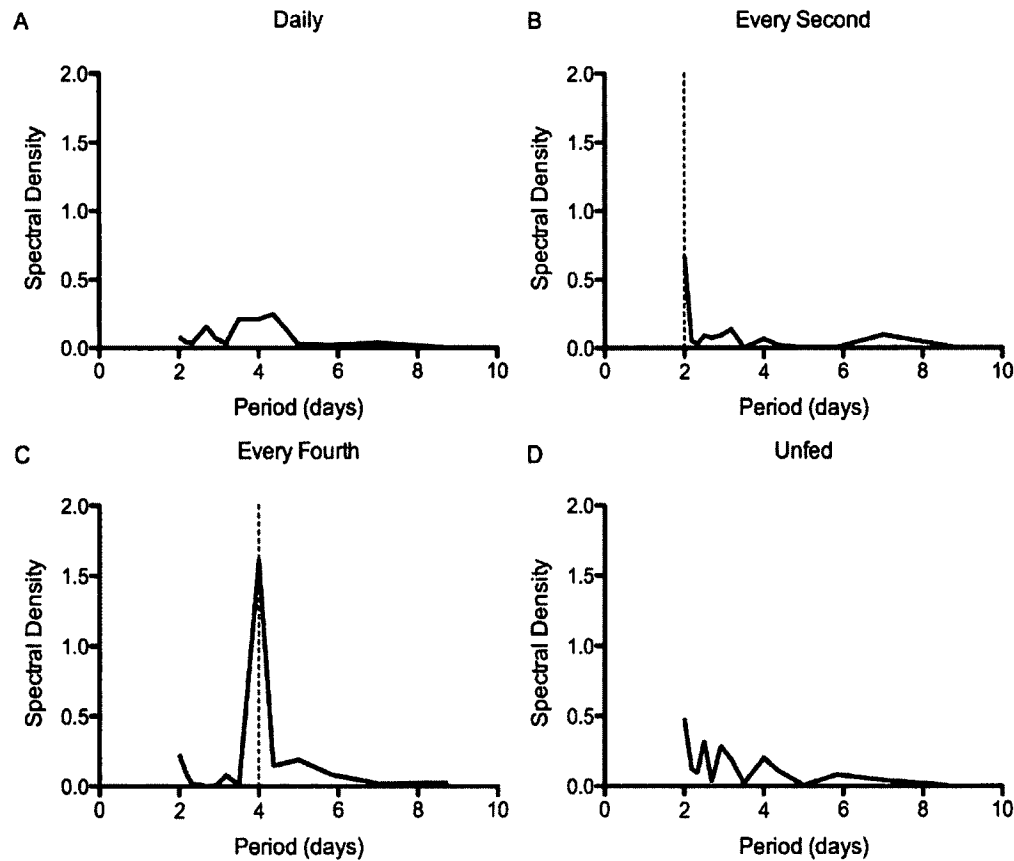 A
Daily
2.0
1.5
1.0
0.5
0.0
Spectral Density
0 2 4 6 8 10
Period (days)
B
Every Second
2.0
1.5
1.0
0.5
0.0
Spectral Density
0 2 4 6 8 10
Period (days)
C
Every Fourth
2.0
1.5
1.0
0.5
0.0
Spectral Density
0 2 4 6 8 10
Period (days)
D
Unfed
2.0
1.5
1.0
0.5
0.0
Spectral Density
0 2 4 6 8 10
Period (days)